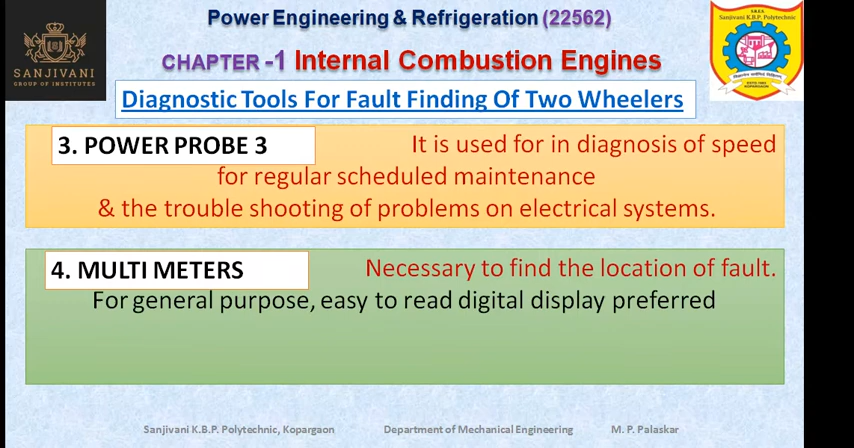 Power Engineering & Refrigeration (22562)
CHAPTER -1 Internal Combustion Engines
Diagnostic Tools For Fault Finding Of Two Wheelers
SANJIVANI
GROUP OF INSTITUTES
S.R.E.S.
Sanjivani K.B.P. Polytechnic
3. POWER PROBE 3
It is used for in diagnosis of speed
for regular scheduled maintenance
& the trouble shooting of problems on electrical systems.
4. MULTI METERS
Necessary to find the location of fault.
For general purpose, easy to read digital display preferred
Sanjivani K.B.P. Polytechnic, Kopargaon
Department of Mechanical Engineering
M. P. Palaskar